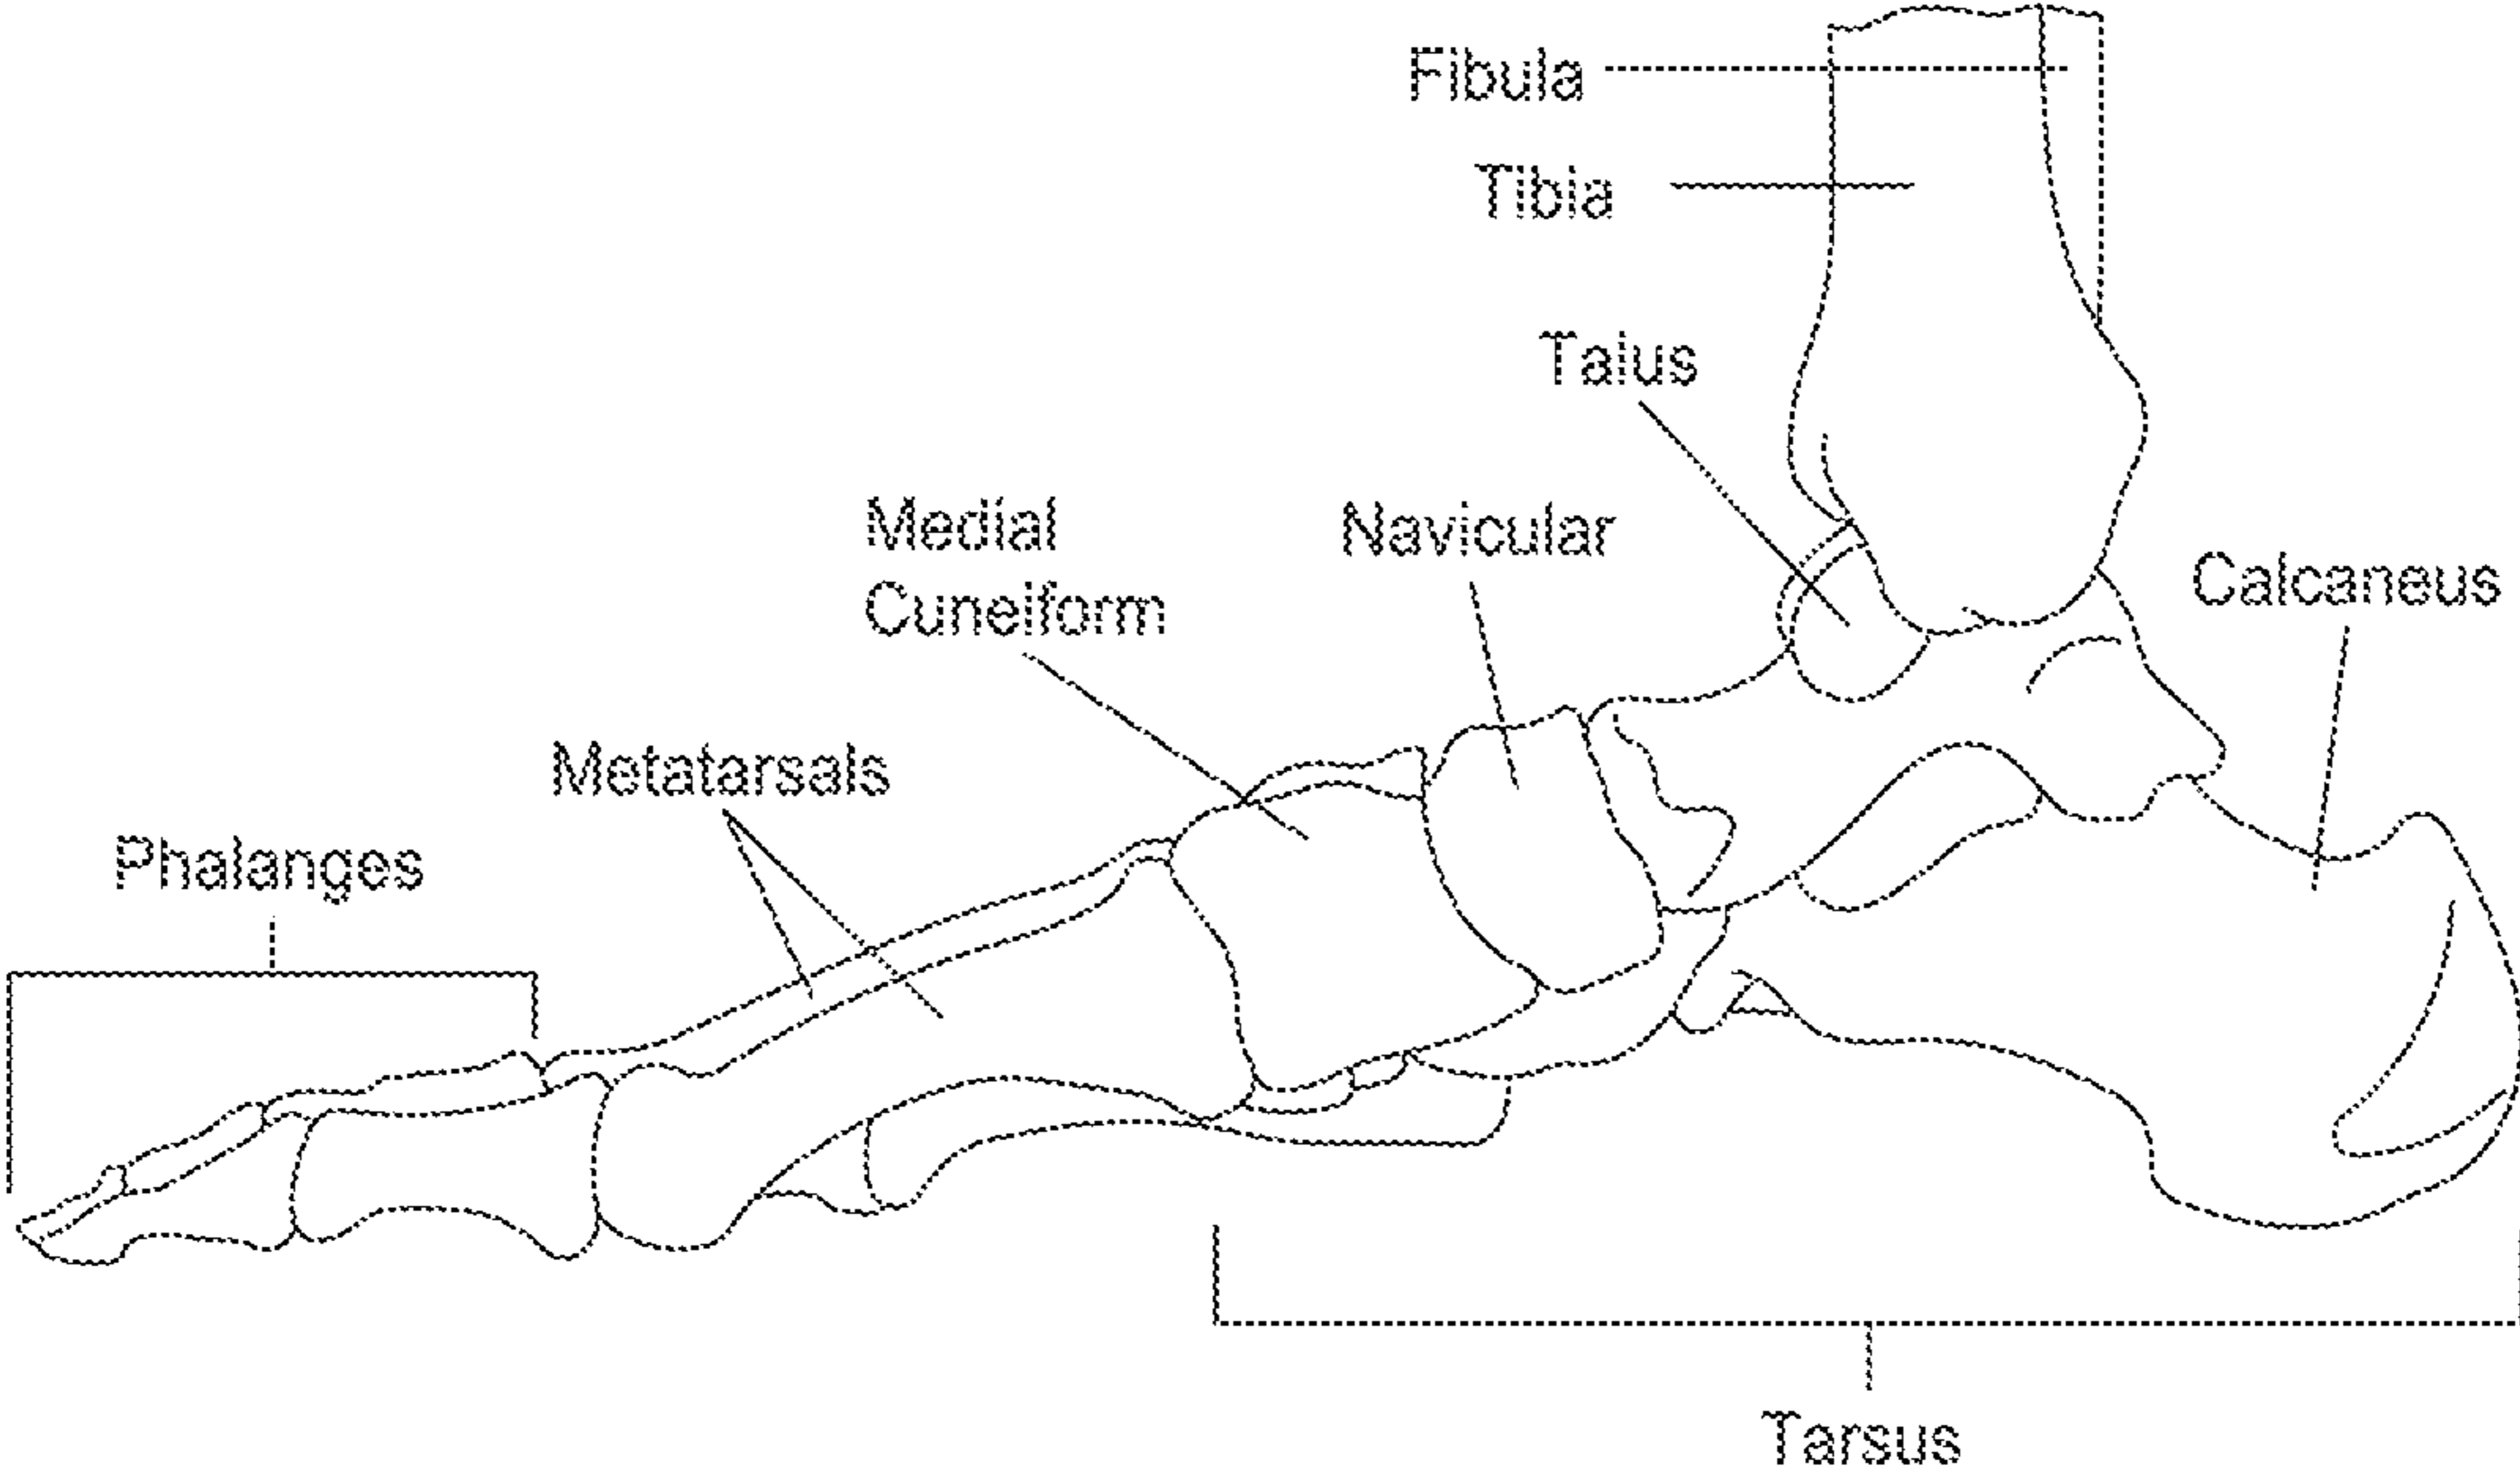 Fibula
Tibia
Talus
Medial
Cuneiform
Navicular
Calcaneus
Metatarsals
Phalanges
Tarsus